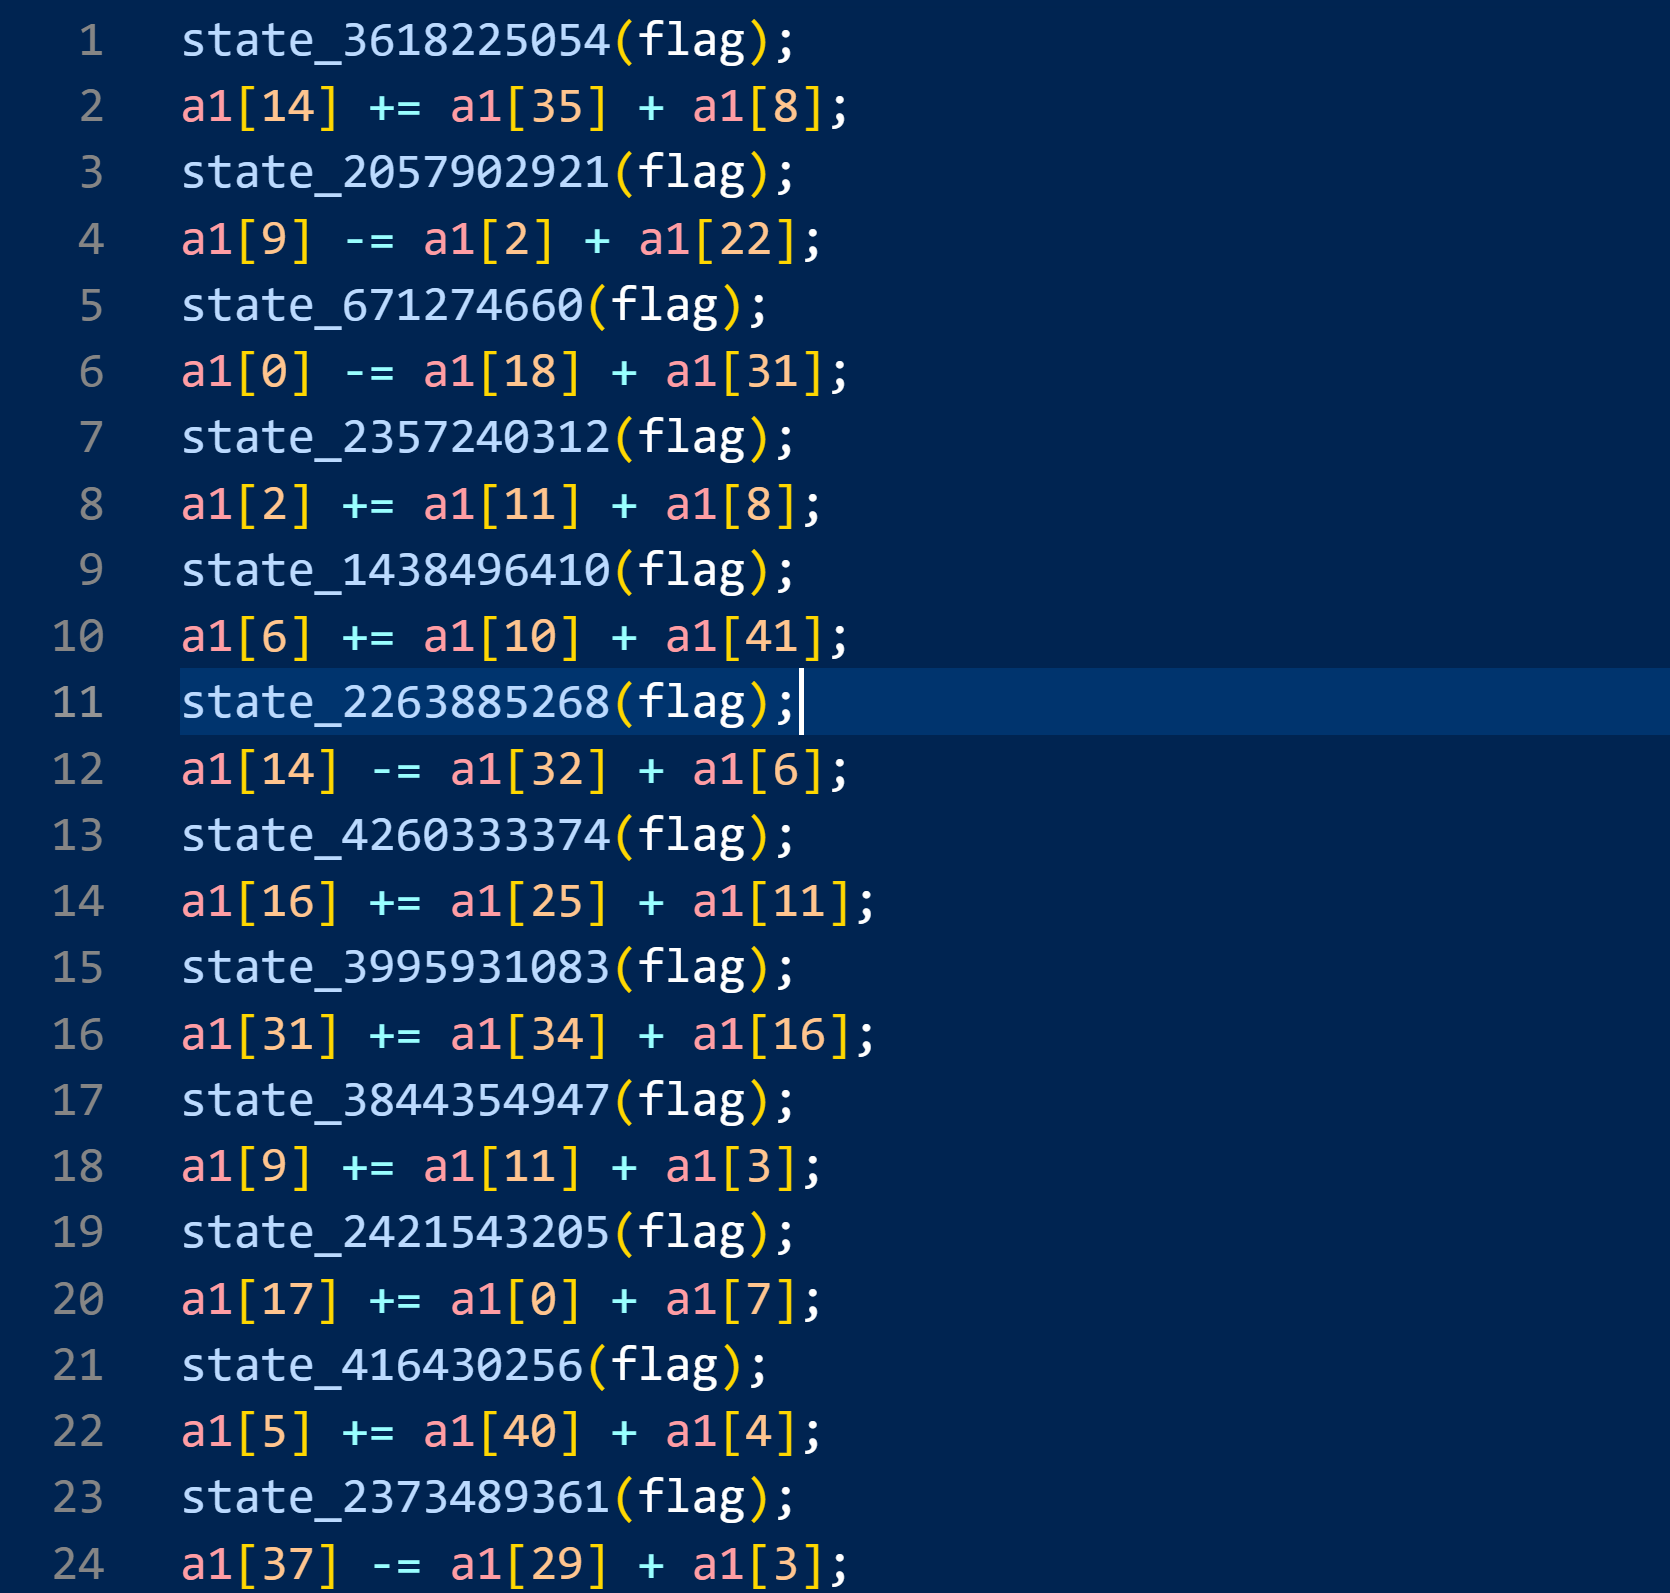 1 state_3618225054(flag);
2 a1[14] += a1[35] + a1[8];
3 state_2057902921(flag);
4 a1[9] -= a1[2] + a1[22];
5 state_671274660(flag);
6 a1[0] -= a1[18] + a1[31];
7 state_2357240312(flag);
8 a1[2] += a1[11] + a1[8];
9 state_1438496410(flag);
10 a1[6] += a1[10] + a1[41];
11 state_2263885268(flag);
12 a1[14] -= a1[32] + a1[6];
13 state_4260333374(flag);
14 a1[16] += a1[25] + a1[11];
15 state_3995931083(flag);
16 a1[31] += a1[34] + a1[16];
17 state_3844354947(flag);
18 a1[9] += a1[11] + a1[3];
19 state_2421543205(flag);
20 a1[17] += a1[0] + a1[7];
21 state_416430256(flag);
22 a1[5] += a1[40] + a1[4];
23 state_2373489361(flag);
24 a1[37] -= a1[29] + a1[3];